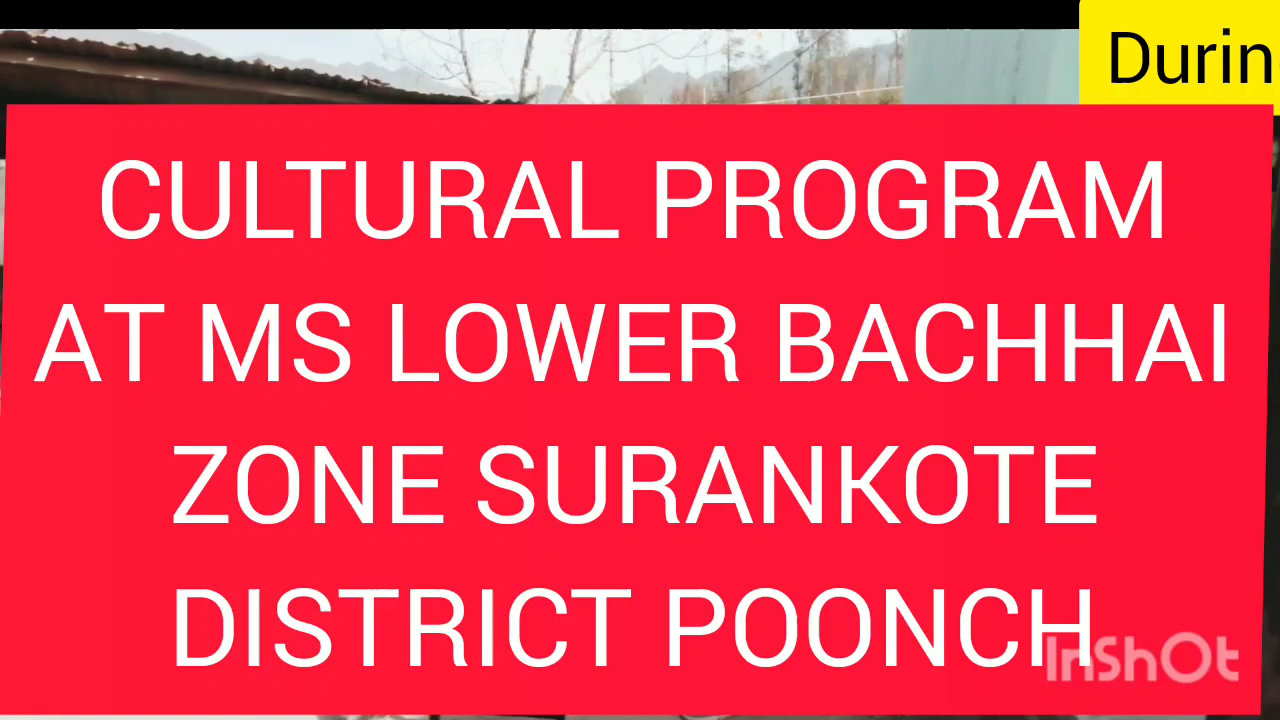 Durin
CULTURAL PROGRAM
AT MS LOWER BACHHAI
ZONE SURANKOTE
DISTRICT POONCH
InShOt